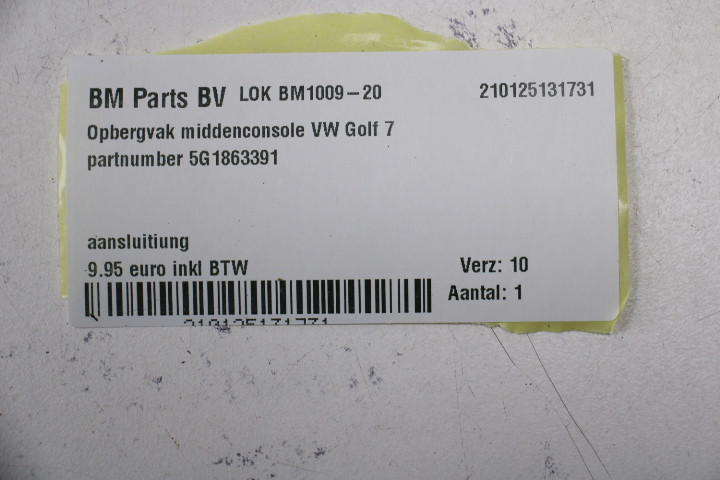 BM Parts BV LOK BM1009-20 210125131731
Opbergvak middenconsole VW Golf 7
partnumber 5G1863391
aansluitiung
9.95 euro inkl BTW Verz: 10
Aantal: 1
210125131731